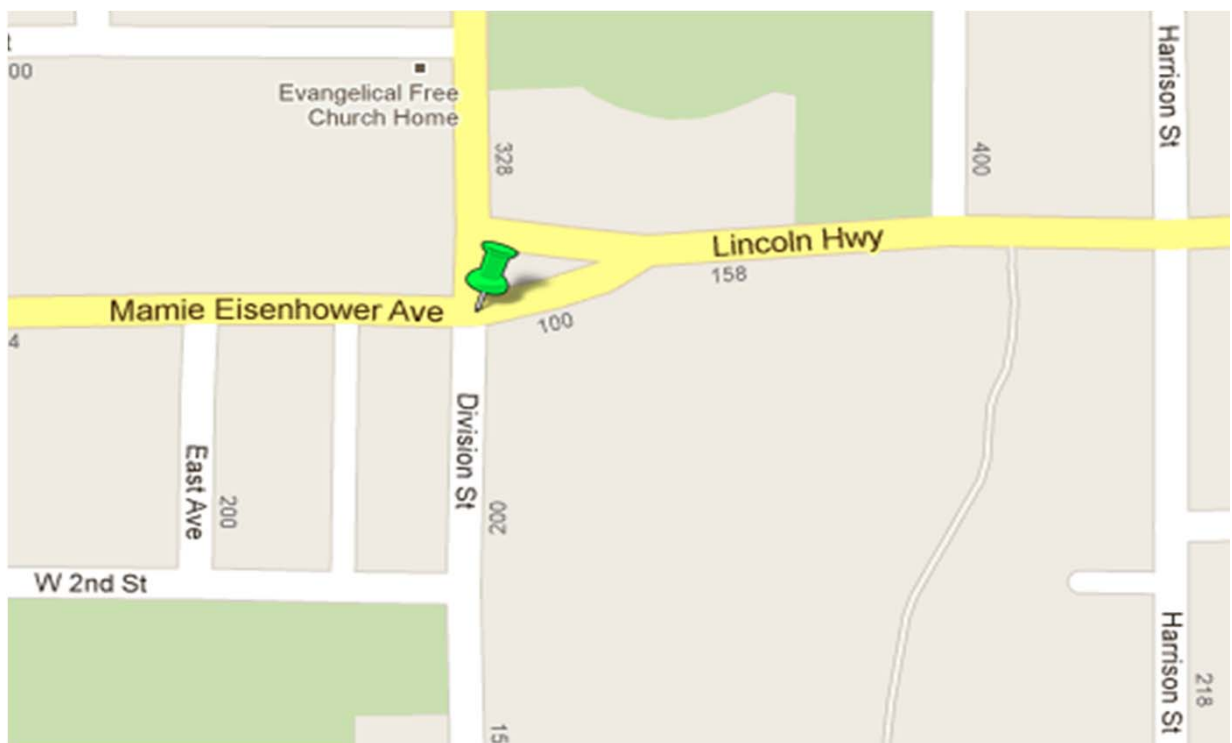 00
Evangelical Free
Church Home
328
400
Harrison St
Lincoln Hwy
158
Mamie Eisenhower Ave
100
4
Division St
East Ave
200
200
W 2nd St
Harrison St
218
15